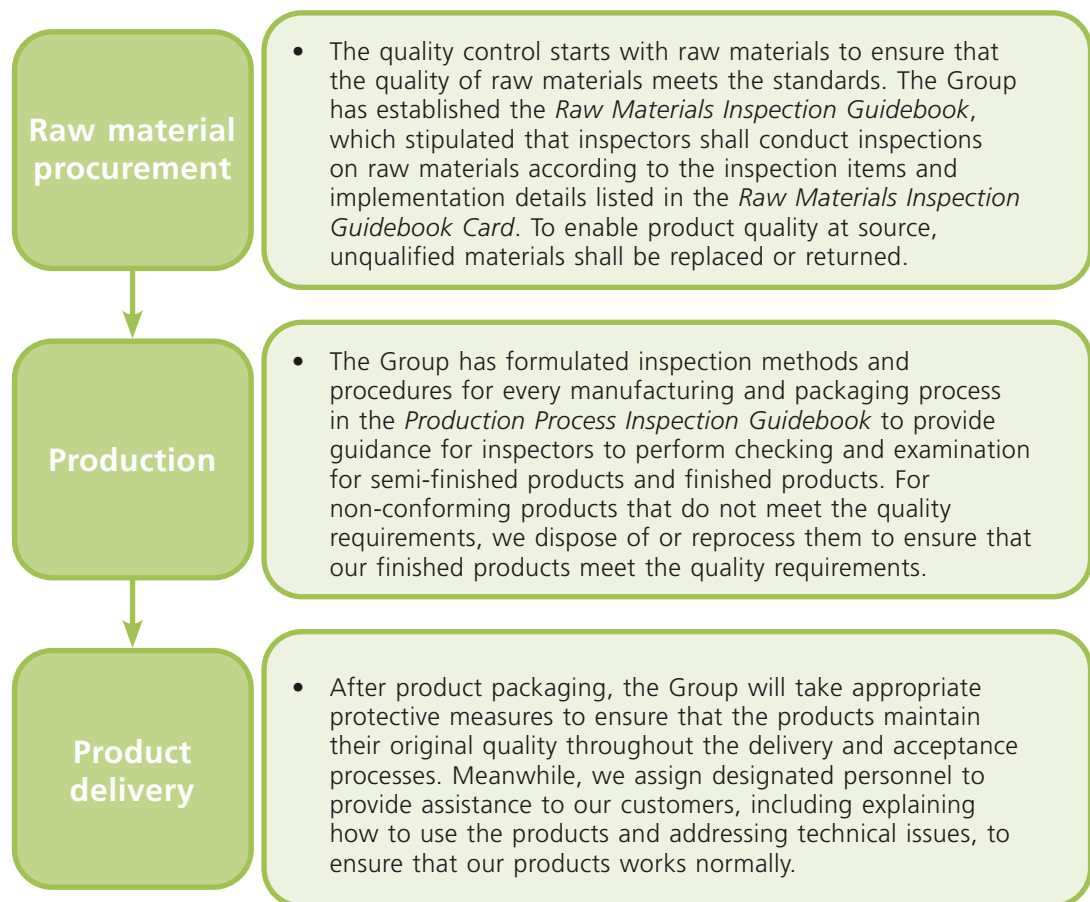 Raw material
procurement
• The quality control starts with raw materials to ensure that
the quality of raw materials meets the standards. The Group
has established the Raw Materials Inspection Guidebook,
which stipulated that inspectors shall conduct inspections
on raw materials according to the inspection items and
implementation details listed in the Raw Materials Inspection
Guidebook Card. To enable product quality at source,
unqualified materials shall be replaced or returned.
Production
• The Group has formulated inspection methods and
procedures for every manufacturing and packaging process
in the Production Process Inspection Guidebook to provide
guidance for inspectors to perform checking and examination
for semi-finished products and finished products. For
non-conforming products that do not meet the quality
requirements, we dispose of or reprocess them to ensure that
our finished products meet the quality requirements.
Product
delivery
• After product packaging, the Group will take appropriate
protective measures to ensure that the products maintain
their original quality throughout the delivery and acceptance
processes. Meanwhile, we assign designated personnel to
provide assistance to our customers, including explaining
how to use the products and addressing technical issues, to
ensure that our products works normally.